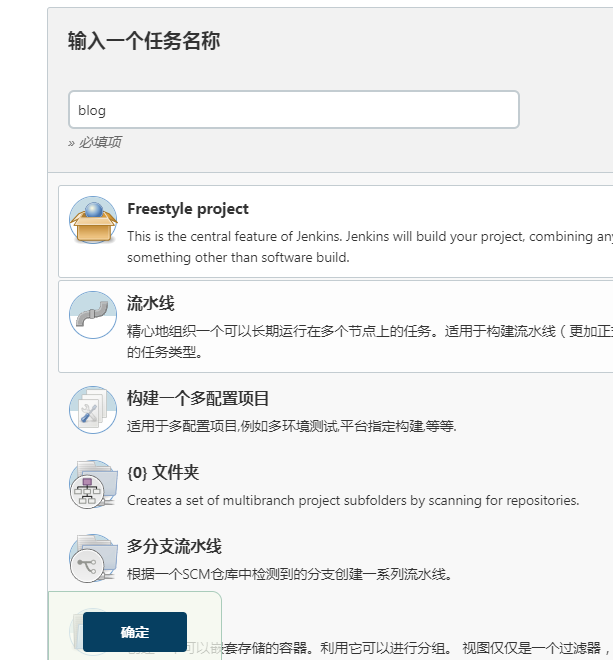 输入一个任务名称
blog
» 必填项
Freestyle project
This is the central feature of Jenkins. Jenkins will build your project, combining any
something other than software build.
流水线
精心地组织一个可以长期运行在多个节点上的任务。适用于构建流水线（更加正式
的任务类型。
构建一个多配置项目
适用于多配置项目,例如多环境测试,平台指定构建,等等.
{0} 文件夹
Creates a set of multibranch project subfolders by scanning for repositories.
多分支流水线
根据一个SCM仓库中检测到的分支创建一系列流水线。
确定
可以嵌套存储的容器。利用它可以进行分组。 视图仅仅是一个过滤器，